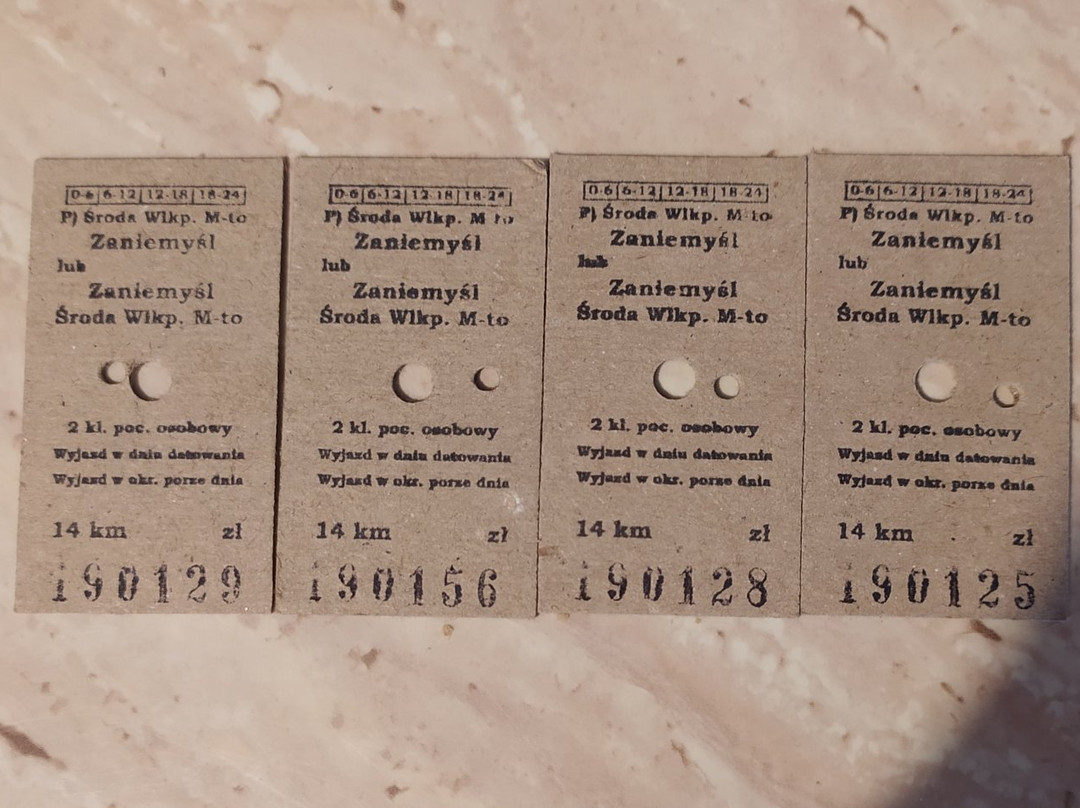 0-6|6-12|12-18|18-24
P) Środa Wlkp. M-to
Zaniemyśl
lub
Zaniemyśl
Środa Wlkp. M-to
2 kl. poc. osobowy
Wyjazd w dniu datowania
Wyjazd w okr. porze dnia
14 km zł
190129
0-6|6-12|12-18|18-24
P) Środa Wlkp. M-to
Zaniemyśl
lub
Zaniemyśl
Środa Wlkp. M-to
2 kl. poc. osobowy
Wyjazd w dniu datowania
Wyjazd w okr. porze dnia
14 km zł
190156
0-6|6-12|12-18|18-24
P) Środa Wlkp. M-to
Zaniemyśl
lub
Zaniemyśl
Środa Wlkp. M-to
2 kl. poc. osobowy
Wyjazd w dniu datowania
Wyjazd w okr. porze dnia
14 km zł
190128
0-6|6-12|12-18|18-24
P) Środa Wlkp. M-to
Zaniemyśl
lub
Zaniemyśl
Środa Wlkp. M-to
2 kl. poc. osobowy
Wyjazd w dniu datowania
Wyjazd w okr. porze dnia
14 km zł
190125